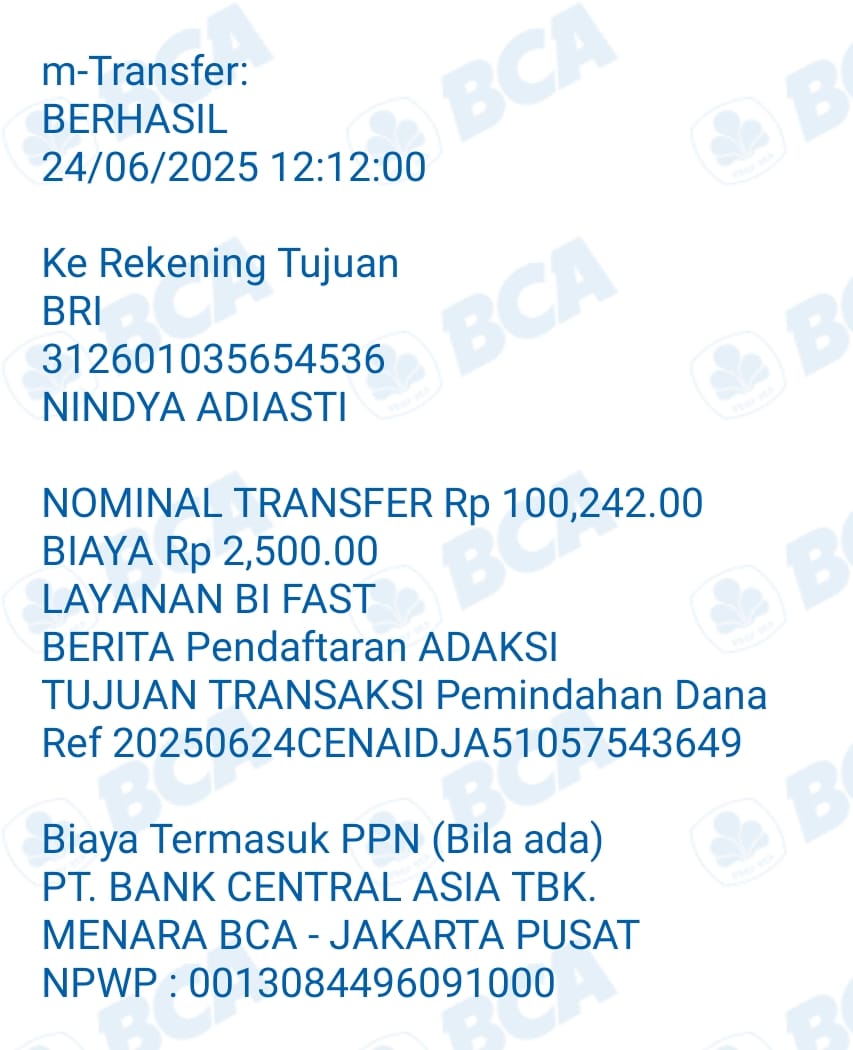 m-Transfer:
BERHASIL
24/06/2025 12:12:00
Ke Rekening Tujuan
BRI
312601035654536
NINDYA ADIASTI
NOMINAL TRANSFER Rp 100,242.00
BIAYA Rp 2,500.00
LAYANAN BI FAST
BERITA Pendaftaran ADAKSI
TUJUAN TRANSAKSI Pemindahan Dana
Ref 20250624CENAIDJA51057543649
Biaya Termasuk PPN (Bila ada)
PT. BANK CENTRAL ASIA TBK.
MENARA BCA - JAKARTA PUSAT
NPWP : 0013084496091000
BCA